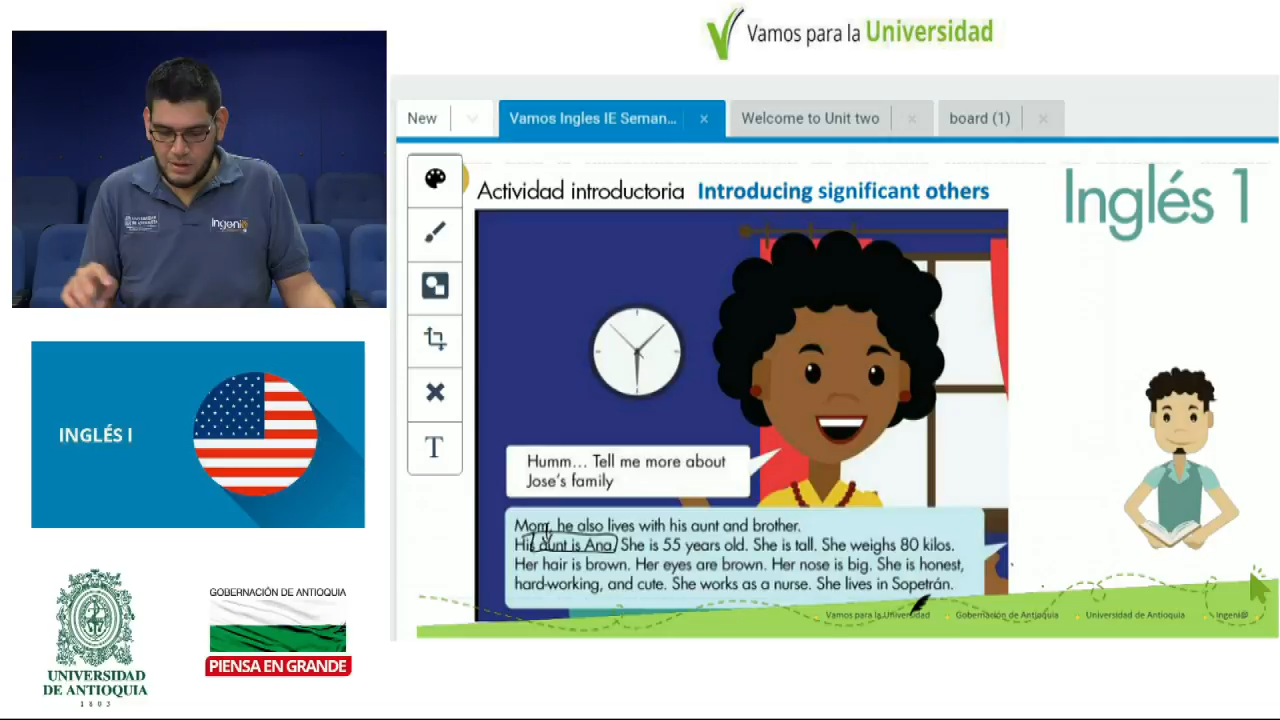 Vamos para la Universidad
New
Vamos Ingles IE Seman...
Welcome to Unit two
board (1)
Actividad introductoria Introducing significant others
Inglés 1
T
Humm... Tell me more about
Jose's family
Mom, he also lives with his aunt and brother.
His aunt is Ana. She is 55 years old. She is tall. She weighs 80 kilos.
Her hair is brown. Her eyes are brown. Her nose is big. She is honest,
hard-working, and cute. She works as a nurse. She lives in Sopetrán.
Vamos para la Universidad
Gobernación de Antioquia
Universidad de Antioquia
Ingeni@
ingeni@
INGLÉS I
UNIVERSIDAD
DE ANTIOQUIA
1803
GOBERNACIÓN DE ANTIOQUIA
PIENSA EN GRANDE